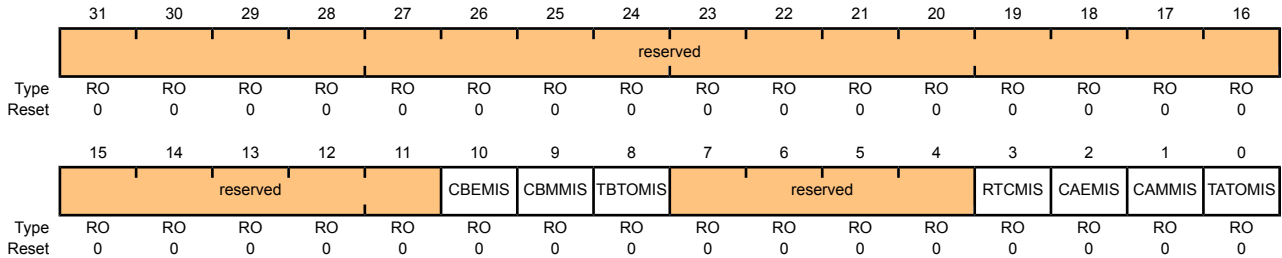 31 30 29 28 27 26 25 24 23 22 21 20 19 18 17 16
reserved
Type RO RO RO RO RO RO RO RO RO RO RO RO RO RO RO RO
Reset 0 0 0 0 0 0 0 0 0 0 0 0 0 0 0 0
15 14 13 12 11 10 9 8 7 6 5 4 3 2 1 0
reserved CBEMIS CBMMIS TBTOMIS reserved RTCMIS CAEMIS CAMMIS TATOMIS
Type RO RO RO RO RO RO RO RO RO RO RO RO RO RO RO RO
Reset 0 0 0 0 0 0 0 0 0 0 0 0 0 0 0 0